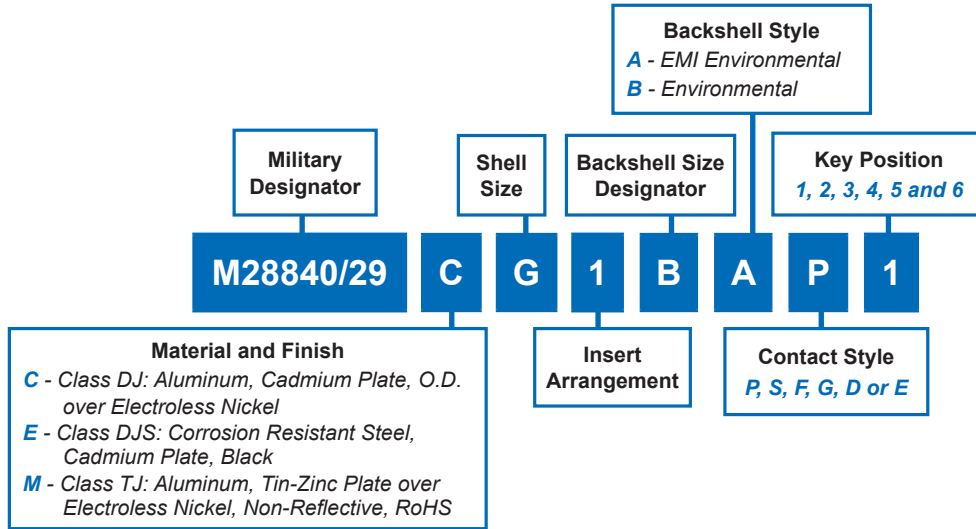 Backshell Style
A - EMI Environmental
B - Environmental
Military
Designator
Shell
Size
Backshell Size
Designator
Key Position
1, 2, 3, 4, 5 and 6
M28840/29 C G 1 B A P 1
Material and Finish
C - Class DJ: Aluminum, Cadmium Plate, O.D.
over Electroless Nickel
E - Class DJS: Corrosion Resistant Steel,
Cadmium Plate, Black
M - Class TJ: Aluminum, Tin-Zinc Plate over
Electroless Nickel, Non-Reflective, RoHS
Insert
Arrangement
Contact Style
P, S, F, G, D or E